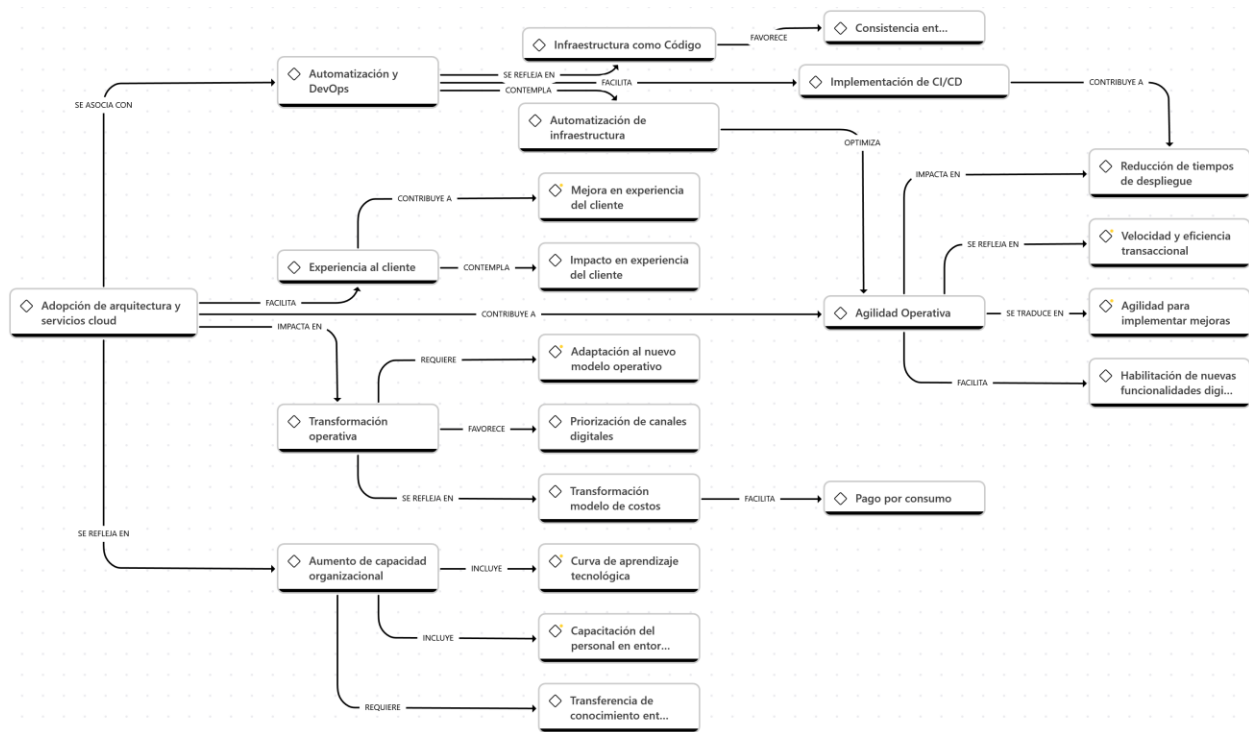 Consistencia ent...
FAVORECE
Infraestructura como Código
Automatización y
DevOps
SE REFLEJA EN
FACILITA
CONTEMPLA
Implementación de CI/CD
CONTRIBUYE A
SE ASOCIA CON
Automatización de
infraestructura
OPTIMIZA
Reducción de tiempos
de despliegue
IMPACTA EN
Mejora en experiencia
del cliente
CONTRIBUYE A
Velocidad y eficiencia
transaccional
SE REFLEJA EN
Experiencia al cliente
CONTEMPLA
Impacto en experiencia
del cliente
Adopción de arquitectura y
servicios cloud
FACILITA
CONTRIBUYE A
Agilidad Operativa
SE TRADUCE EN
Agilidad para
implementar mejoras
IMPACTA EN
REQUIERE
Adaptación al nuevo
modelo operativo
FACILITA
Habilitación de nuevas
funcionalidades digi...
Transformación
operativa
FAVORECE
Priorización de canales
digitales
SE REFLEJA EN
Transformación
modelo de costos
FACILITA
Pago por consumo
SE REFLEJA EN
Aumento de capacidad
organizacional
INCLUYE
Curva de aprendizaje
tecnológica
INCLUYE
Capacitación del
personal en entor...
REQUIERE
Transferencia de
conocimiento ent...